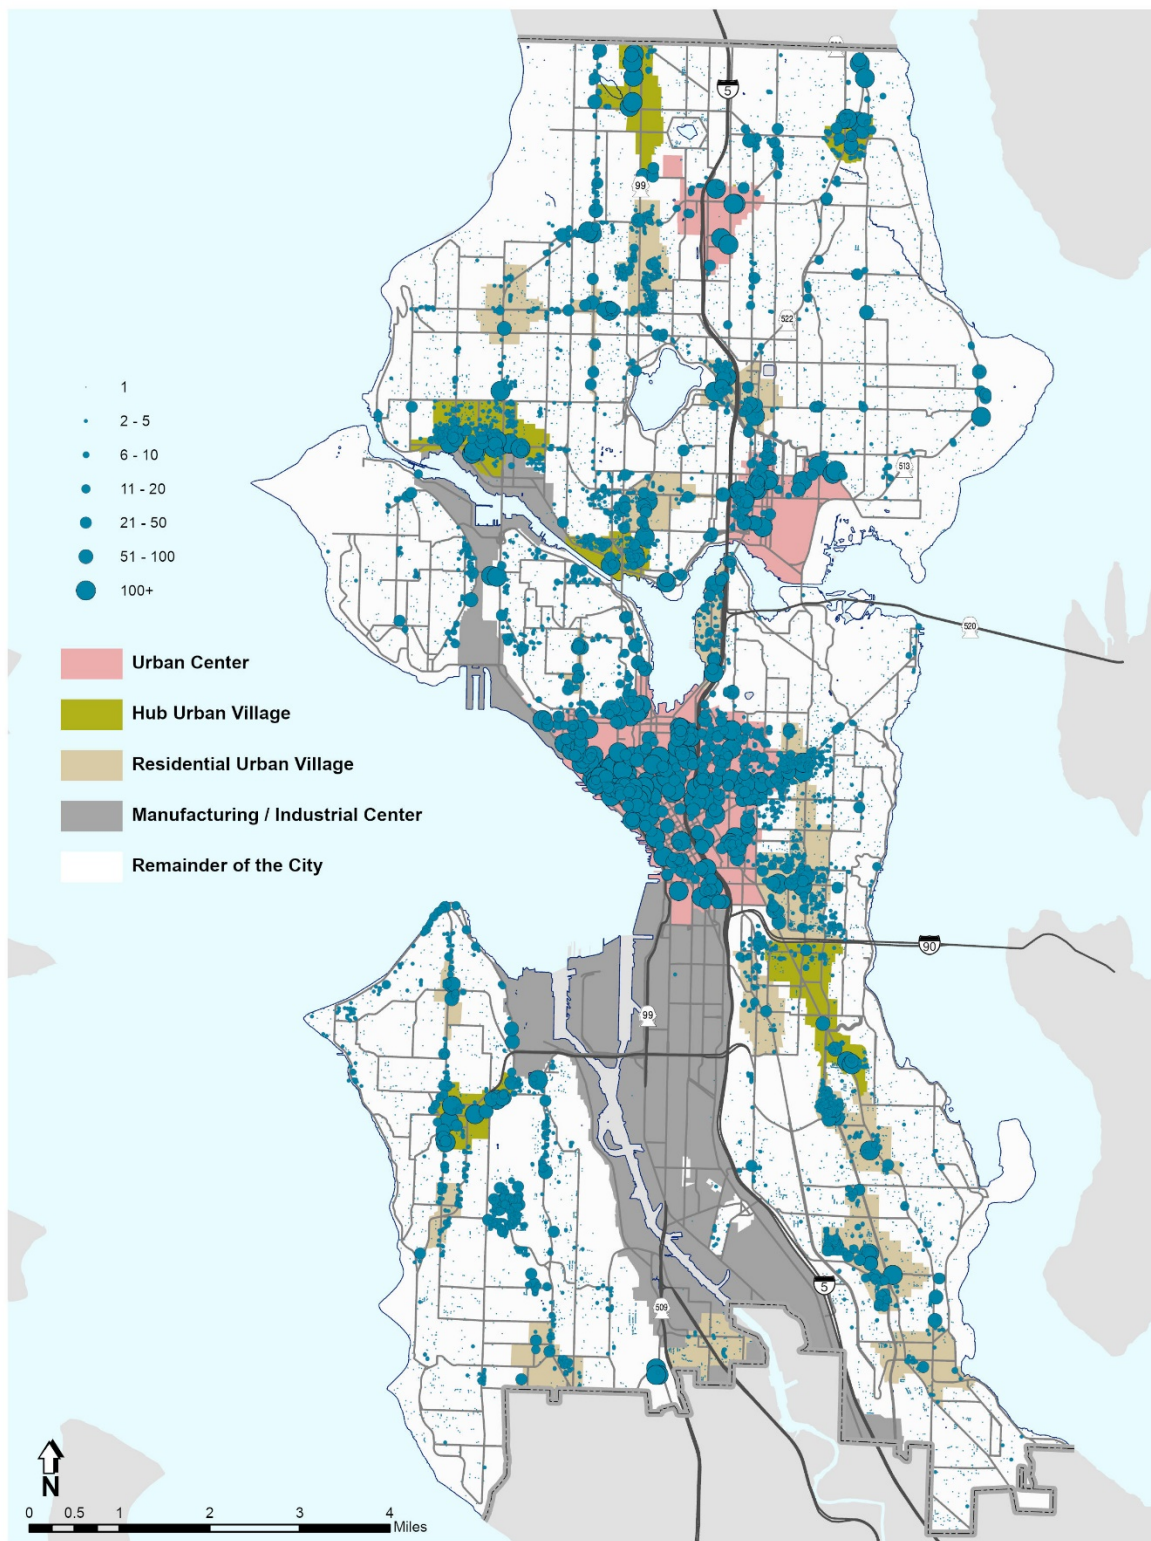 5
99
522
513
520
1
2 - 5
6 - 10
11 - 20
21 - 50
51 - 100
100+
Urban Center
Hub Urban Village
Residential Urban Village
Manufacturing / Industrial Center
Remainder of the City
90
99
5
509
N
0 0.5 1 2 3 4
Miles